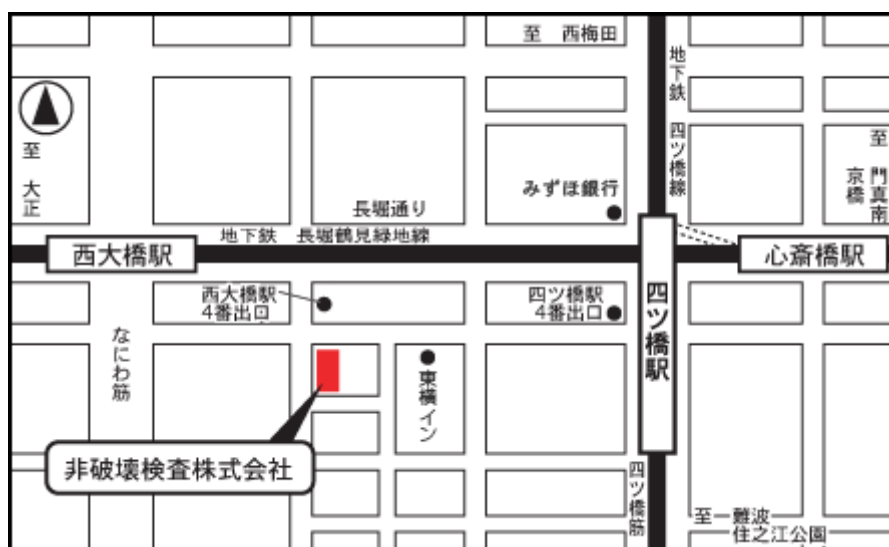 至 西梅田
地下鉄 四ツ橋線
至 大正
至 門真南
京橋
みずほ銀行
長堀通り
地下鉄 長堀鶴見緑地線
西大橋駅
心斎橋駅
四ツ橋駅
西大橋駅
4番出口
四ツ橋駅
4番出口
なにわ筋
東横イン
非破壊検査株式会社
四ツ橋筋
至 難波
住之江公園